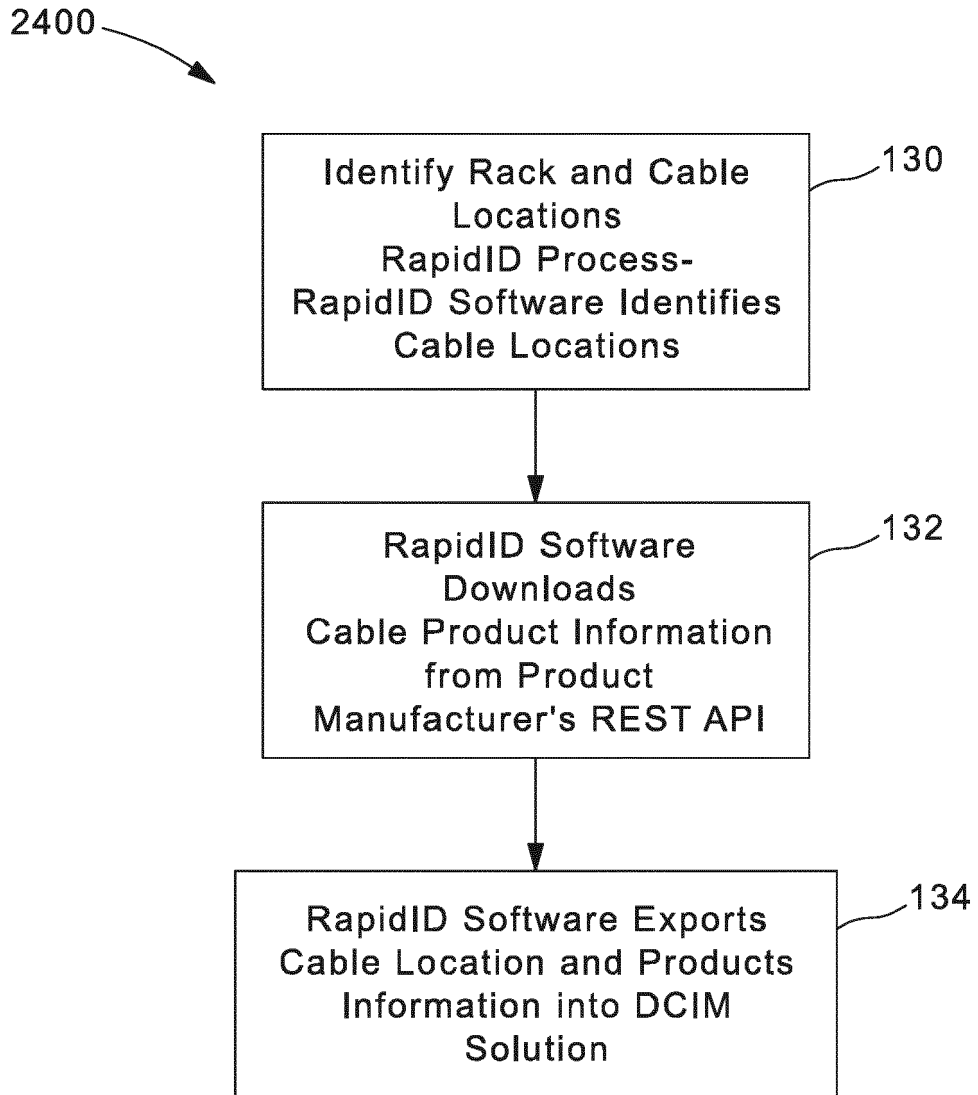 2400
Identify Rack and Cable
Locations
RapidID Process-
RapidID Software Identifies
Cable Locations
130
RapidID Software
Downloads
Cable Product Information
from Product
Manufacturer's REST API
132
RapidID Software Exports
Cable Location and Products
Information into DCIM
Solution
134